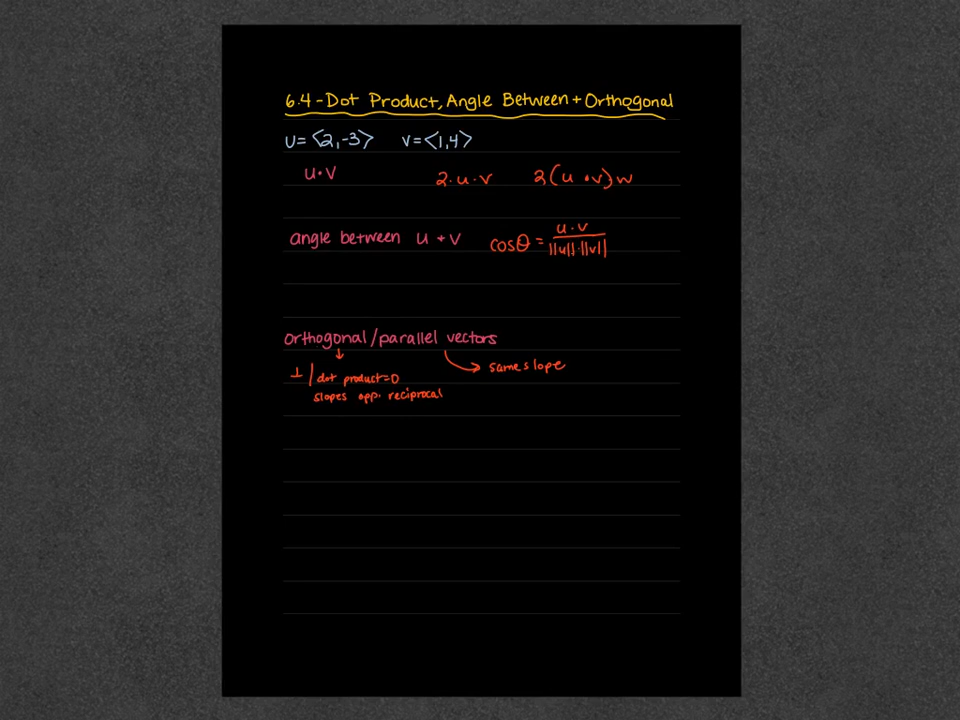 6.4 - Dot Product, Angle Between + Orthogonal
u = <2, -3> v = <1, 4>
u • v 2 · u · v 2(u • v) w
angle between u + v cosθ = u · v / ||u|| · ||v||
orthogonal / parallel vectors
same slope
⊥ / dot product = 0
slopes opp. reciprocal